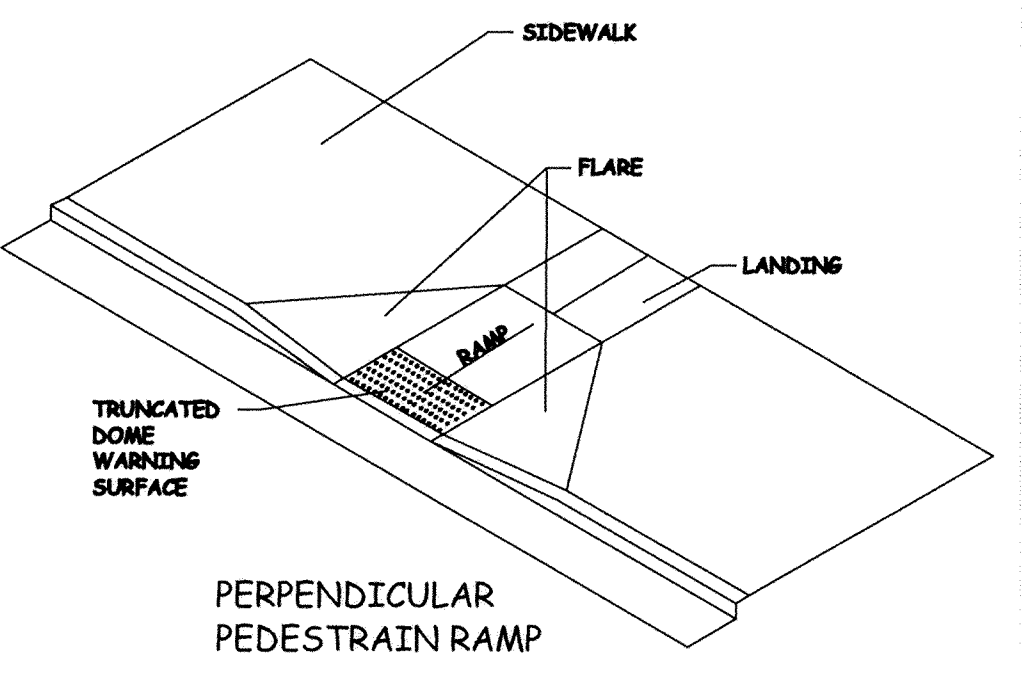 SIDEWALK
FLARE
LANDING
RAMP
TRUNCATED
DOME
WARNING
SURFACE
PERPENDICULAR
PEDESTRAIN RAMP